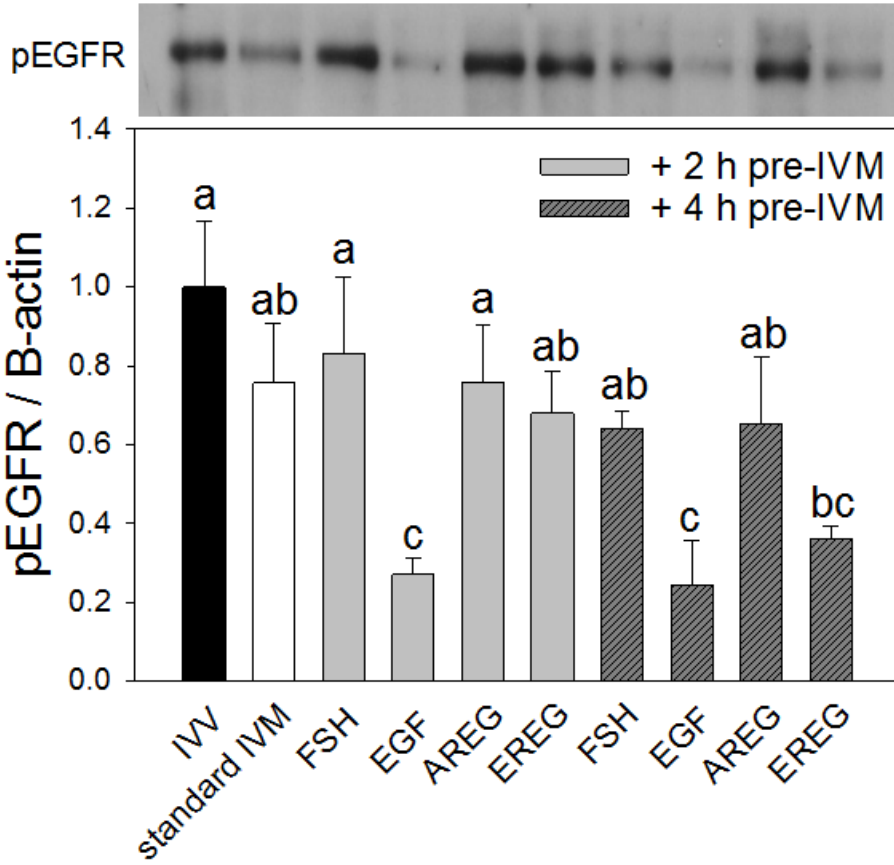 pEGFR
1.4
1.2
1.0
0.8
0.6
0.4
0.2
0.0
pEGFR / B-actin
+ 2 h pre-IVM
+ 4 h pre-IVM
a
ab
a
c
a
ab
ab
c
ab
bc
IVV
standard IVM
FSH
EGF
AREG
EREG
FSH
EGF
AREG
EREG